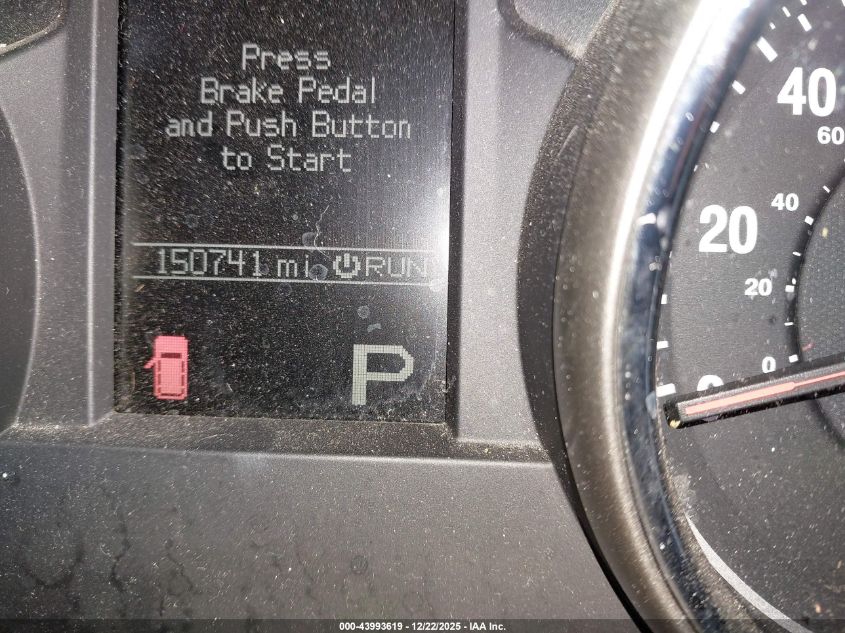 Press
Brake Pedal
and Push Button
to Start
150741 mi RUN
P
40
60
20
40
20
0
0
000-43993619 - 12/22/2025 - IAA Inc.